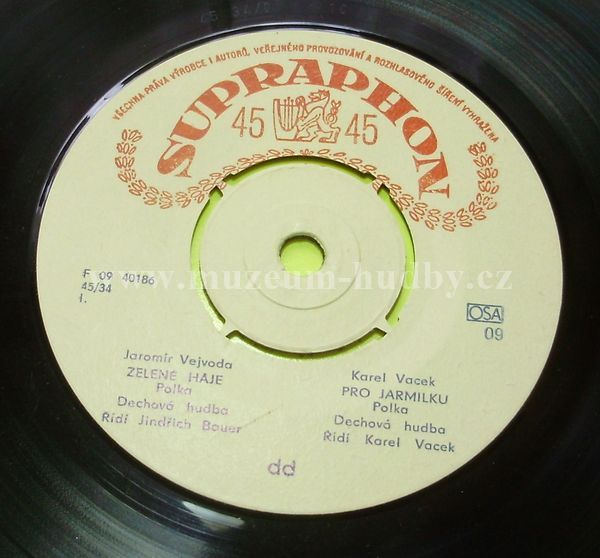 VŠECHNA PRÁVA VÝROBCE I AUTORŮ, VEŘEJNÉHO PROVOZOVÁNÍ A ROZHLASOVÉHO ŠÍŘENÍ VYHRAŽENA
SUPRAPHON
45 45
F 09 40186
45/34
I.
OSA
09
www.muzeum-hudby.cz
Jaromír Vejvoda
ZELENÉ HÁJE
Polka
Dechová hudba
Řídí Jindřich Bauer
Karel Vacek
PRO JARMILKU
Polka
Dechová hudba
Řídí Karel Vacek
dd